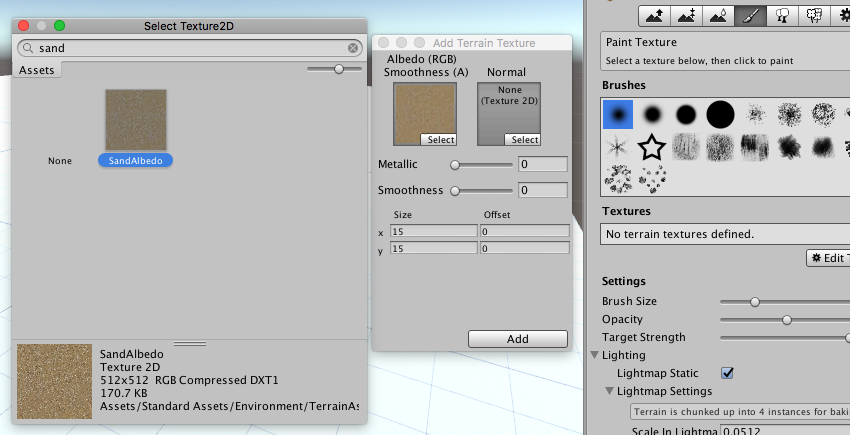 Select Texture2D
sand
Assets
None
SandAlbedo
SandAlbedo
Texture 2D
512x512 RGB Compressed DXT1
170.7 KB
Assets/Standard Assets/Environment/TerrainAs
Add Terrain Texture
Albedo (RGB)
Smoothness (A) Normal
None
(Texture 2D)
Select Select
Metallic 0
Smoothness 0
Size Offset
x 15 0
y 15 0
Add
Paint Texture
Select a texture below, then click to paint
Brushes
Textures
No terrain textures defined.
Edit T
Settings
Brush Size
Opacity
Target Strength
Lighting
Lightmap Static
Lightmap Settings
Terrain is chunked up into 4 instances for baki
Scale In Lightma 0.0512